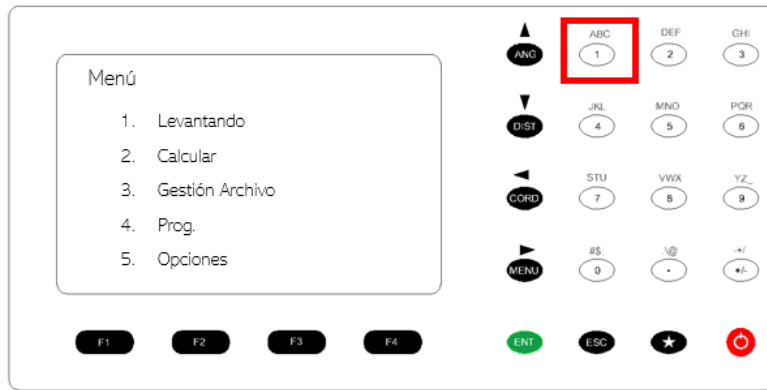 Menú
1. Levantando
2. Calcular
3. Gestión Archivo
4. Prog.
5. Opciones
F1 F2 F3 F4
ABC DEF GHI
ANG 1 2 3
JKL MNO PQR
DIST 4 5 6
STU VWX YZ_
CORD 7 8 9
#$: .\@ -+/
MENU 0 . +/-
ENT ESC